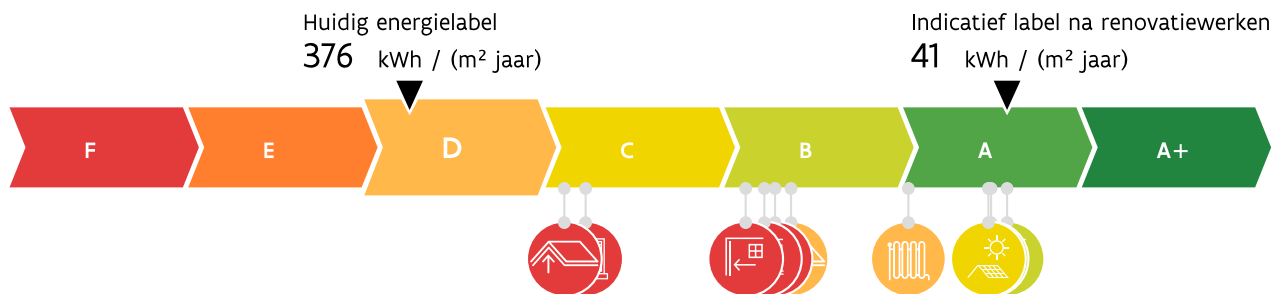 Huidig energielabel
376 kWh / (m² jaar)
Indicatief label na renovatiewerken
41 kWh / (m² jaar)
F E D C B A A+